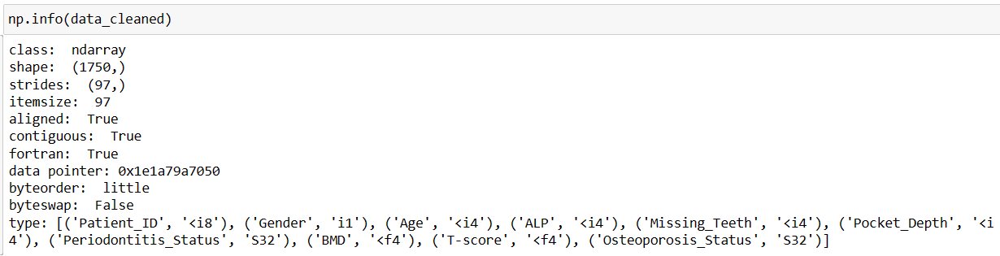 np.info(data_cleaned)
class:  ndarray
shape:  (1750,)
strides:  (97,)
itemsize:  97
aligned:  True
contiguous:  True
fortran:  True
data pointer: 0x1e1a79a7050
byteorder:  little
byteswap:  False
type: [('Patient_ID', '<i8'), ('Gender', 'i1'), ('Age', '<i4'), ('ALP', '<i4'), ('Missing_Teeth', '<i4'), ('Pocket_Depth', '<i
4'), ('Periodontitis_Status', 'S32'), ('BMD', '<f4'), ('T-score', '<f4'), ('Osteoporosis_Status', 'S32')]